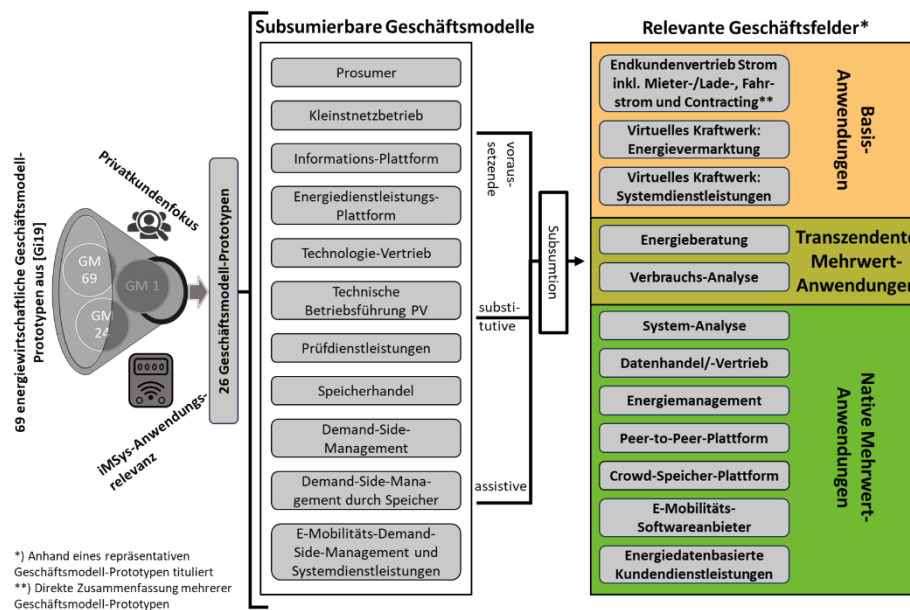 Subsumierbare Geschäftsmodelle
Relevante Geschäftsfelder*
69 energiewirtschaftliche Geschäftsmodell-
Prototypen aus [Gi19]
Privatkundenfokus
GM
69
GM 1
GM
24
iMSys-Anwendungs-
relevanz
26 Geschäftsmodell-Prototypen
Prosumer
Kleinstnetzbetrieb
Informations-Plattform
Energiedienstleistungs-
Plattform
Technologie-Vertrieb
Technische
Betriebsführung PV
Prüfdienstleistungen
Speicherhandel
Demand-Side-
Management
Demand-Side-Mana-
gement durch Speicher
E-Mobilitäts-Demand-
Side-Management und
Systemdienstleistungen
voraus-
setzende
substi-
tutive
assistive
Subsumtion
Endkundenvertrieb Strom
inkl. Mieter-/Lade-, Fahr-
strom und Contracting**
Virtuelles Kraftwerk:
Energievermarktung
Virtuelles Kraftwerk:
Systemdienstleistungen
Basis-
Anwendungen
Energieberatung
Verbrauchs-Analyse
Transzendente
Mehrwert-
Anwendungen
System-Analyse
Datenhandel/-Vertrieb
Energiemanagement
Peer-to-Peer-Plattform
Crowd-Speicher-Plattform
E-Mobilitäts-
Softwareanbieter
Energiedatenbasierte
Kundendienstleistungen
Native Mehrwert-
Anwendungen
*) Anhand eines repräsentativen
Geschäftsmodell-Prototypen tituliert
**) Direkte Zusammenfassung mehrerer
Geschäftsmodell-Prototypen